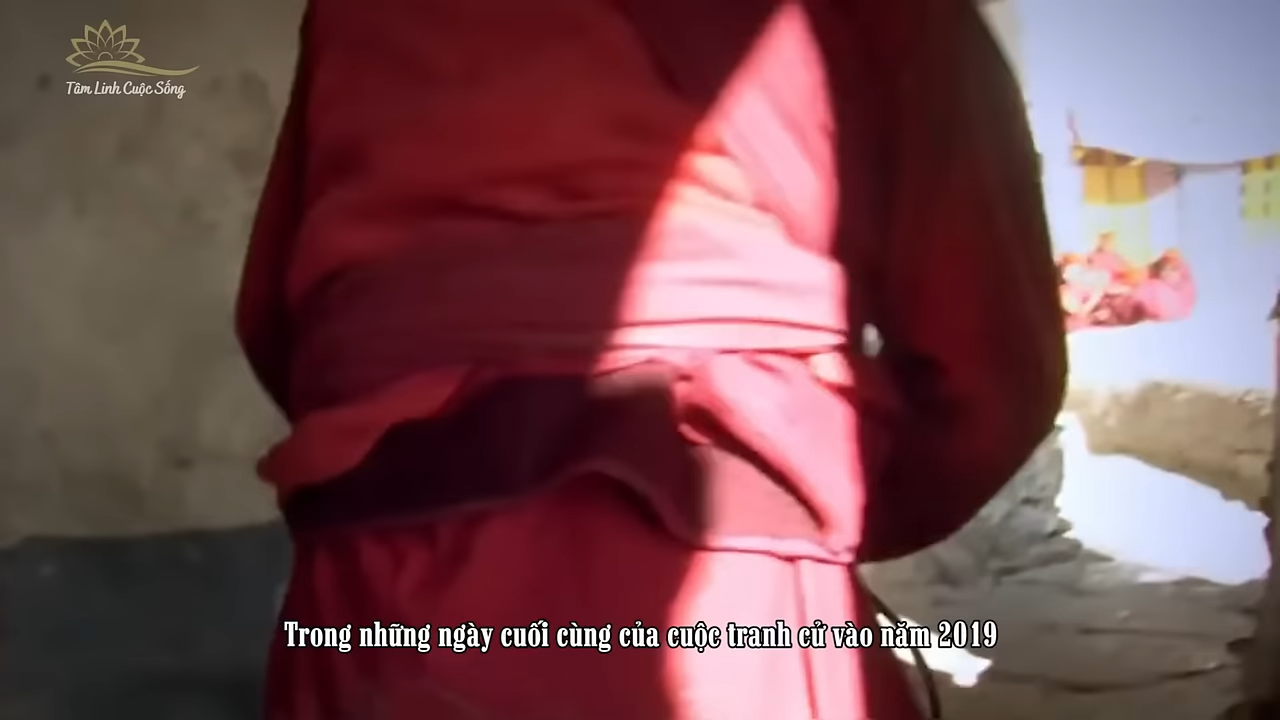 Tâm Linh Cuộc Sống
Trong những ngày cuối cùng của cuộc tranh cử vào năm 2019